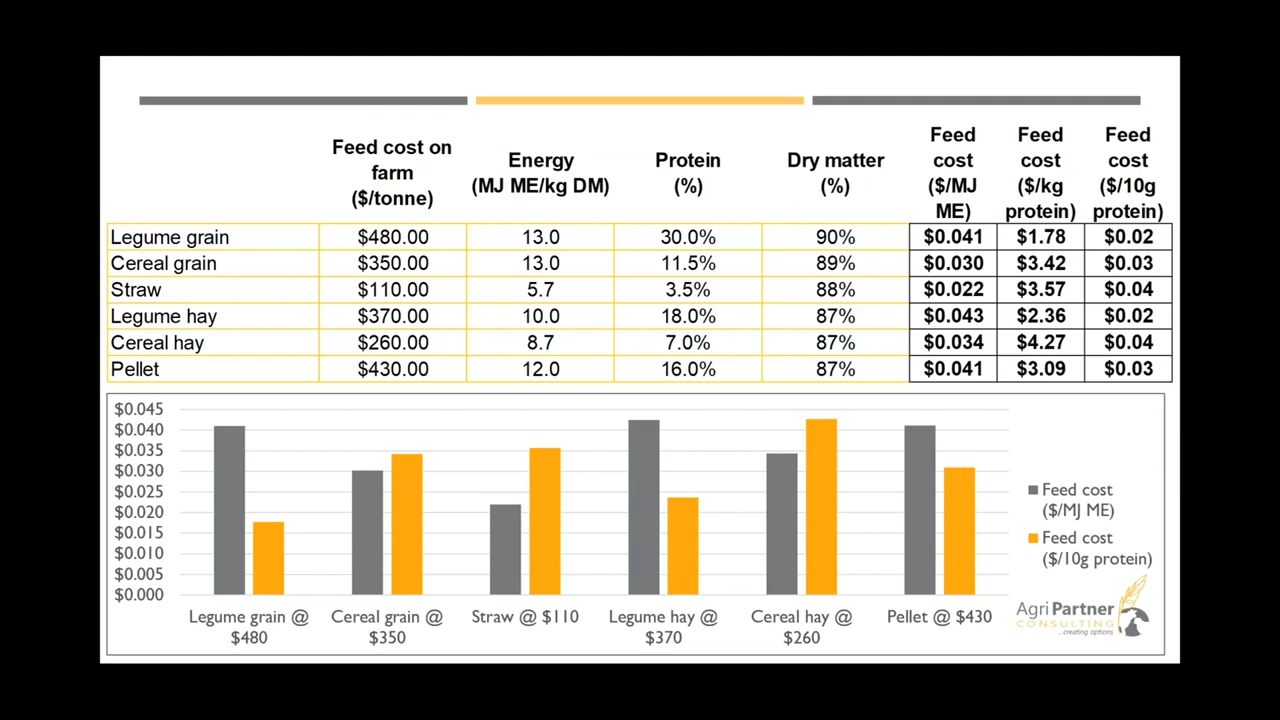 Feed cost on farm ($/tonne) Energy (MJ ME/kg DM) Protein (%) Dry matter (%) Feed cost ($/MJ ME) Feed cost ($/kg protein) Feed cost ($/10g protein)
Legume grain $480.00 13.0 30.0% 90% $0.041 $1.78 $0.02
Cereal grain $350.00 13.0 11.5% 89% $0.030 $3.42 $0.03
Straw $110.00 5.7 3.5% 88% $0.022 $3.57 $0.04
Legume hay $370.00 10.0 18.0% 87% $0.043 $2.36 $0.02
Cereal hay $260.00 8.7 7.0% 87% $0.034 $4.27 $0.04
Pellet $430.00 12.0 16.0% 87% $0.041 $3.09 $0.03
$0.045
$0.040
$0.035
$0.030
$0.025
$0.020
$0.015
$0.010
$0.005
$0.000
Legume grain @ $480
Cereal grain @ $350
Straw @ $110
Legume hay @ $370
Cereal hay @ $260
Pellet @ $430
Feed cost
($/MJ ME)
Feed cost
($/10g protein)
AgriPartner
CONSULTING
...creating options